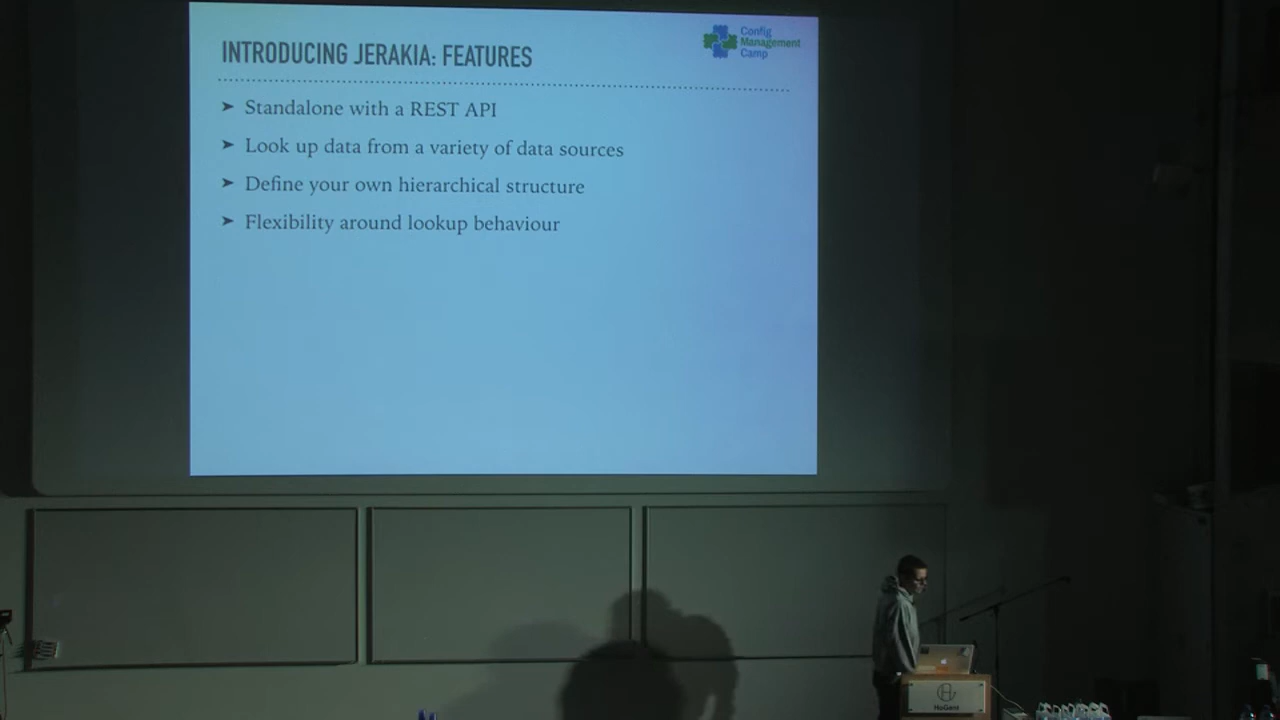 INTRODUCING JERAKIA: FEATURES
Config
Management
Camp
➤ Standalone with a REST API
➤ Look up data from a variety of data sources
➤ Define your own hierarchical structure
➤ Flexibility around lookup behaviour
HoGent